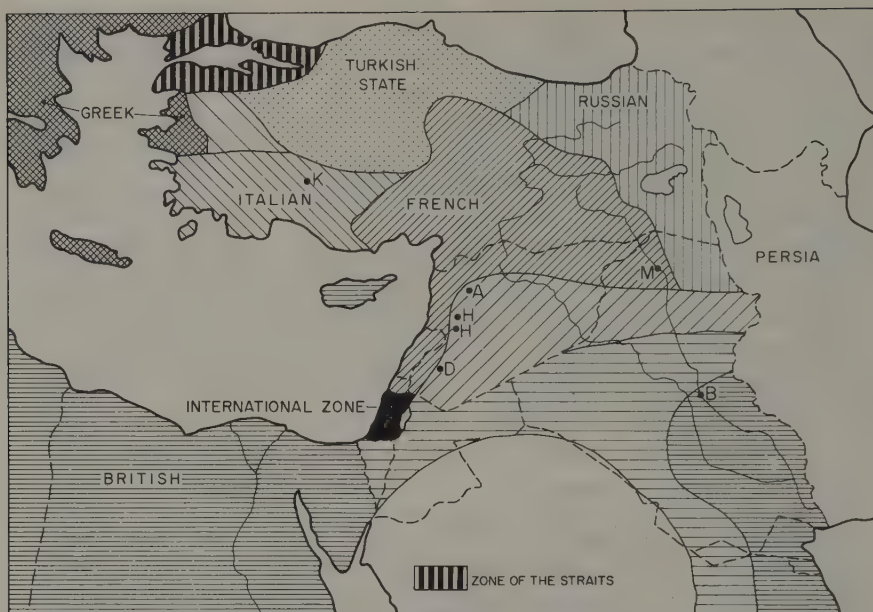 TURKISH
STATE
RUSSIAN
GREEK
K
ITALIAN
FRENCH
M
PERSIA
A
H
H
D
INTERNATIONAL ZONE
B
BRITISH
ZONE OF THE STRAITS